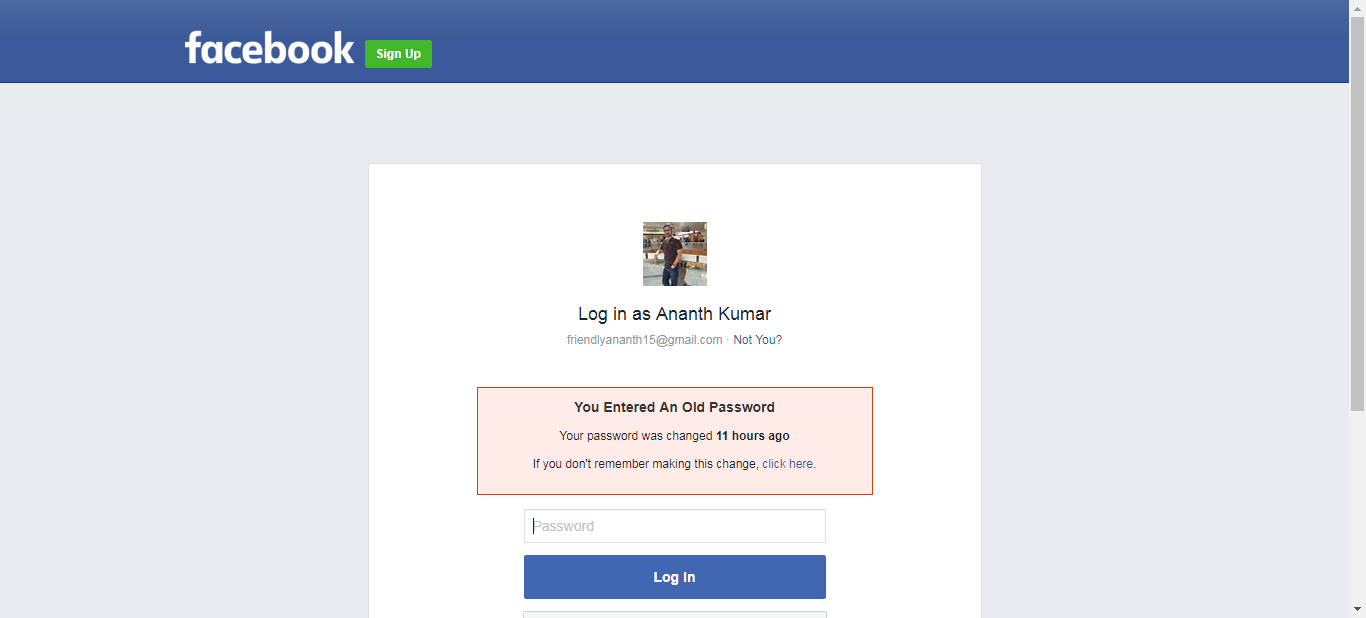 facebook
Sign Up
Log in as Ananth Kumar
friendlyananth15@gmail.com · Not You?
You Entered An Old Password
Your password was changed 11 hours ago
If you don't remember making this change, click here.
Password
Log In